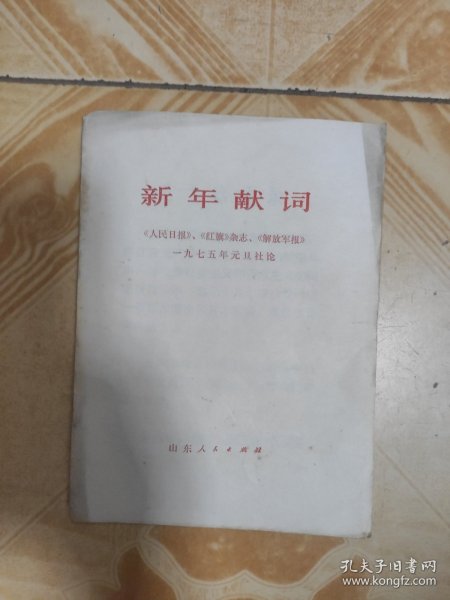 新年献词
《人民日报》、《红旗》杂志、《解放军报》
一九七五年元旦社论
山东人民出版社
孔夫子旧书网
www.kongfz.com